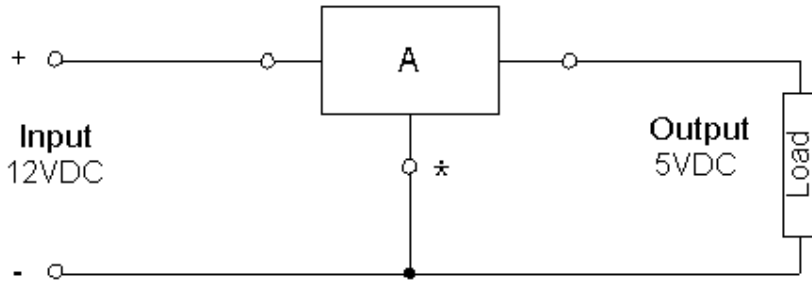 +
A
Input
12VDC
*
Output
5VDC
Load
-